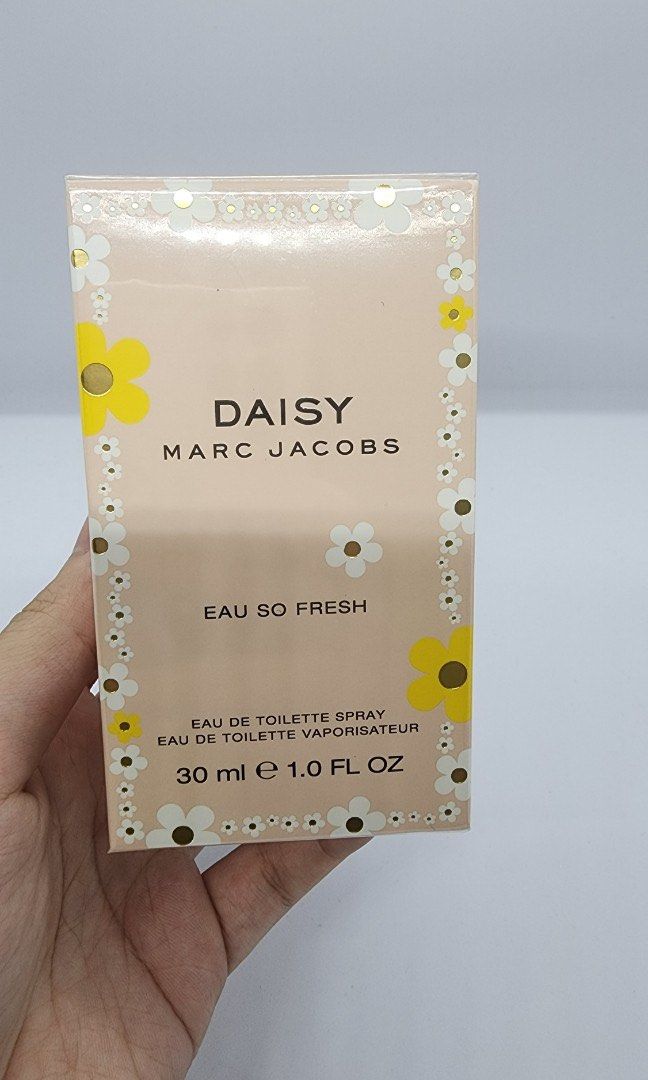 DAISY
MARC JACOBS
EAU SO FRESH
EAU DE TOILETTE SPRAY
EAU DE TOILETTE VAPORISATEUR
30 ml ℮ 1.0 FL OZ